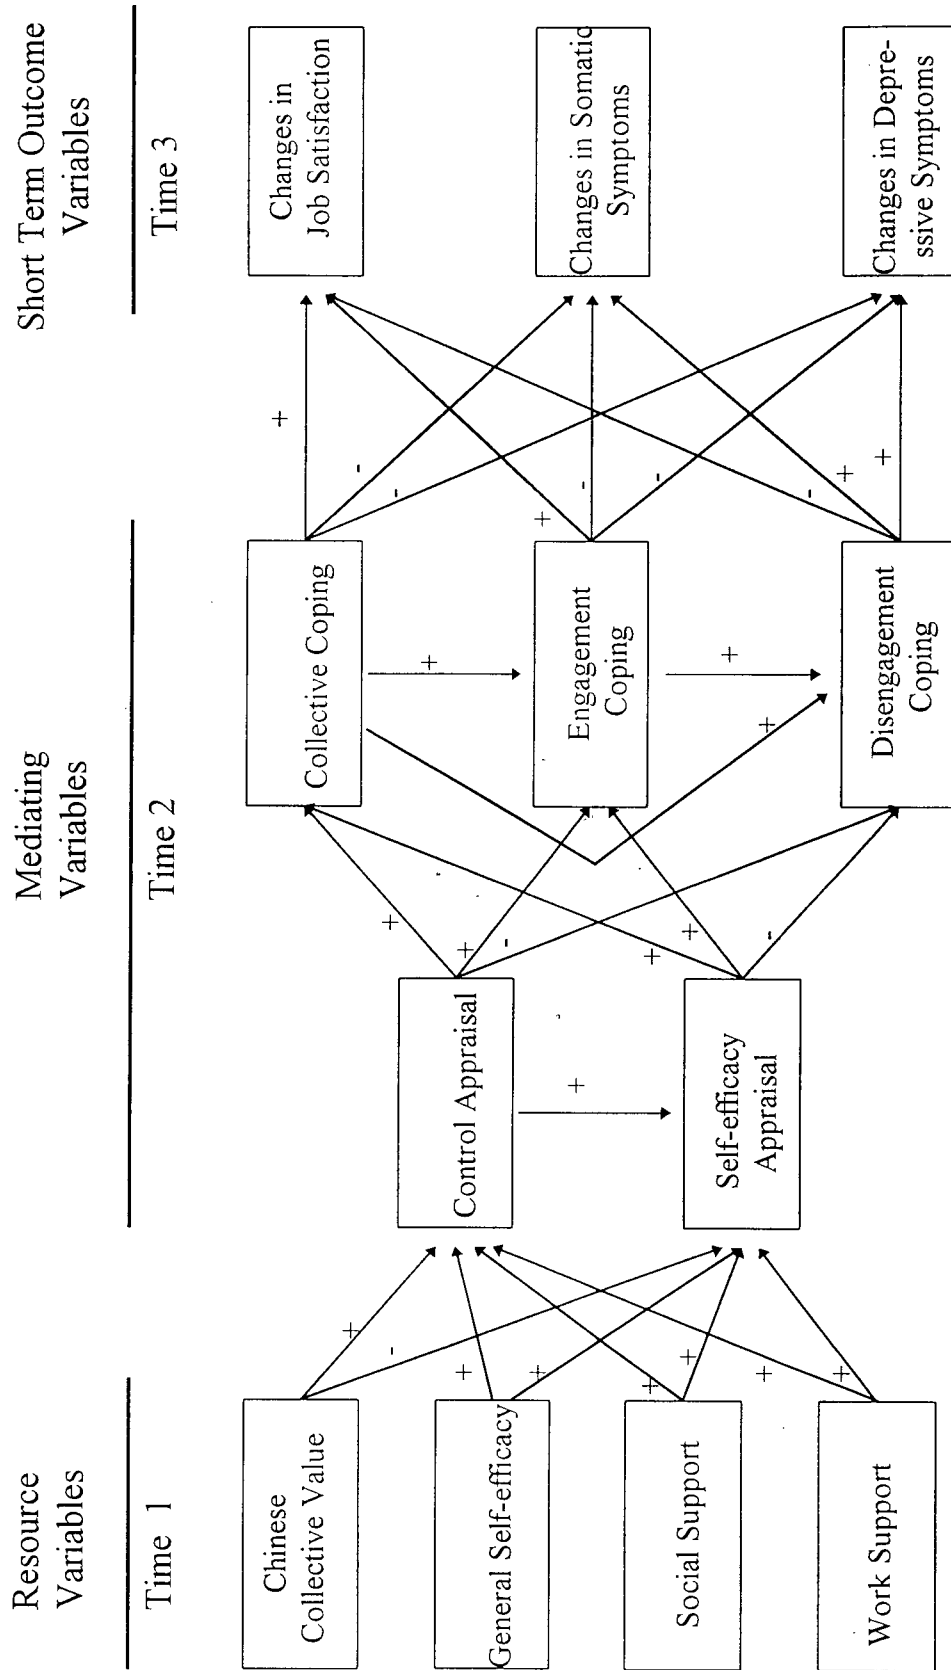 Resource
Variables
Time 1
Mediating
Variables
Time 2
Short Term Outcome
Variables
Time 3
Chinese
Collective Value
General Self-efficacy
Social Support
Work Support
+
-
+
+
+
+
+
+
Control Appraisal
+
Self-efficacy
Appraisal
+
+
-
+
+
-
Collective Coping
+
Engagement
Coping
+
+
Disengagement
Coping
+
-
-
+
-
-
-
+
+
Changes in
Job Satisfaction
Changes in Somatic
Symptoms
Changes in Depre-
ssive Symptoms